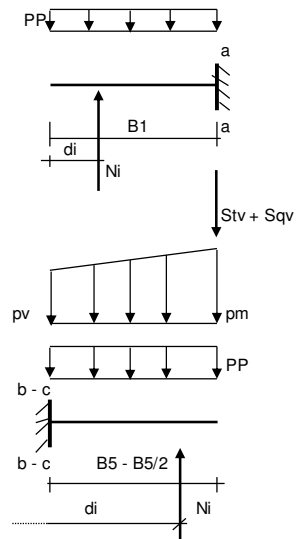 PP
a
B1
a
di
Ni
Stv + Sqv
pv
pm
PP
b - c
b - c
B5 - B5/2
di
Ni